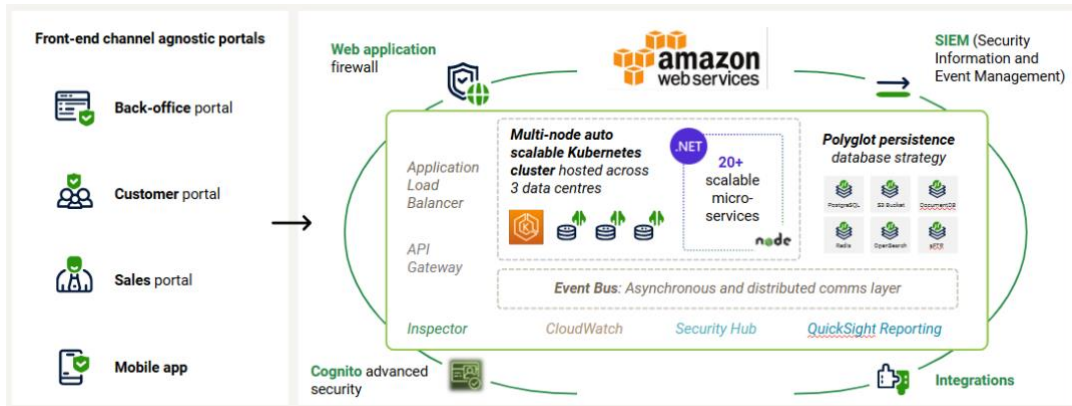 Front-end channel agnostic portals
Back-office portal
Customer portal
Sales portal
Mobile app
Web application
firewall
amazon
web services
SIEM (Security
Information and
Event Management)
Application
Load
Balancer
API
Gateway
Multi-node auto
scalable Kubernetes
cluster hosted across
3 data centres
K
.NET
20+
scalable
micro-
services
node
Polyglot persistence
database strategy
PostgreSQL
S3 Bucket
DocumentDB
Redis
OpenSearch
sFTP
Event Bus: Asynchronous and distributed comms layer
Inspector
CloudWatch
Security Hub
QuickSight Reporting
Cognito advanced
security
Integrations